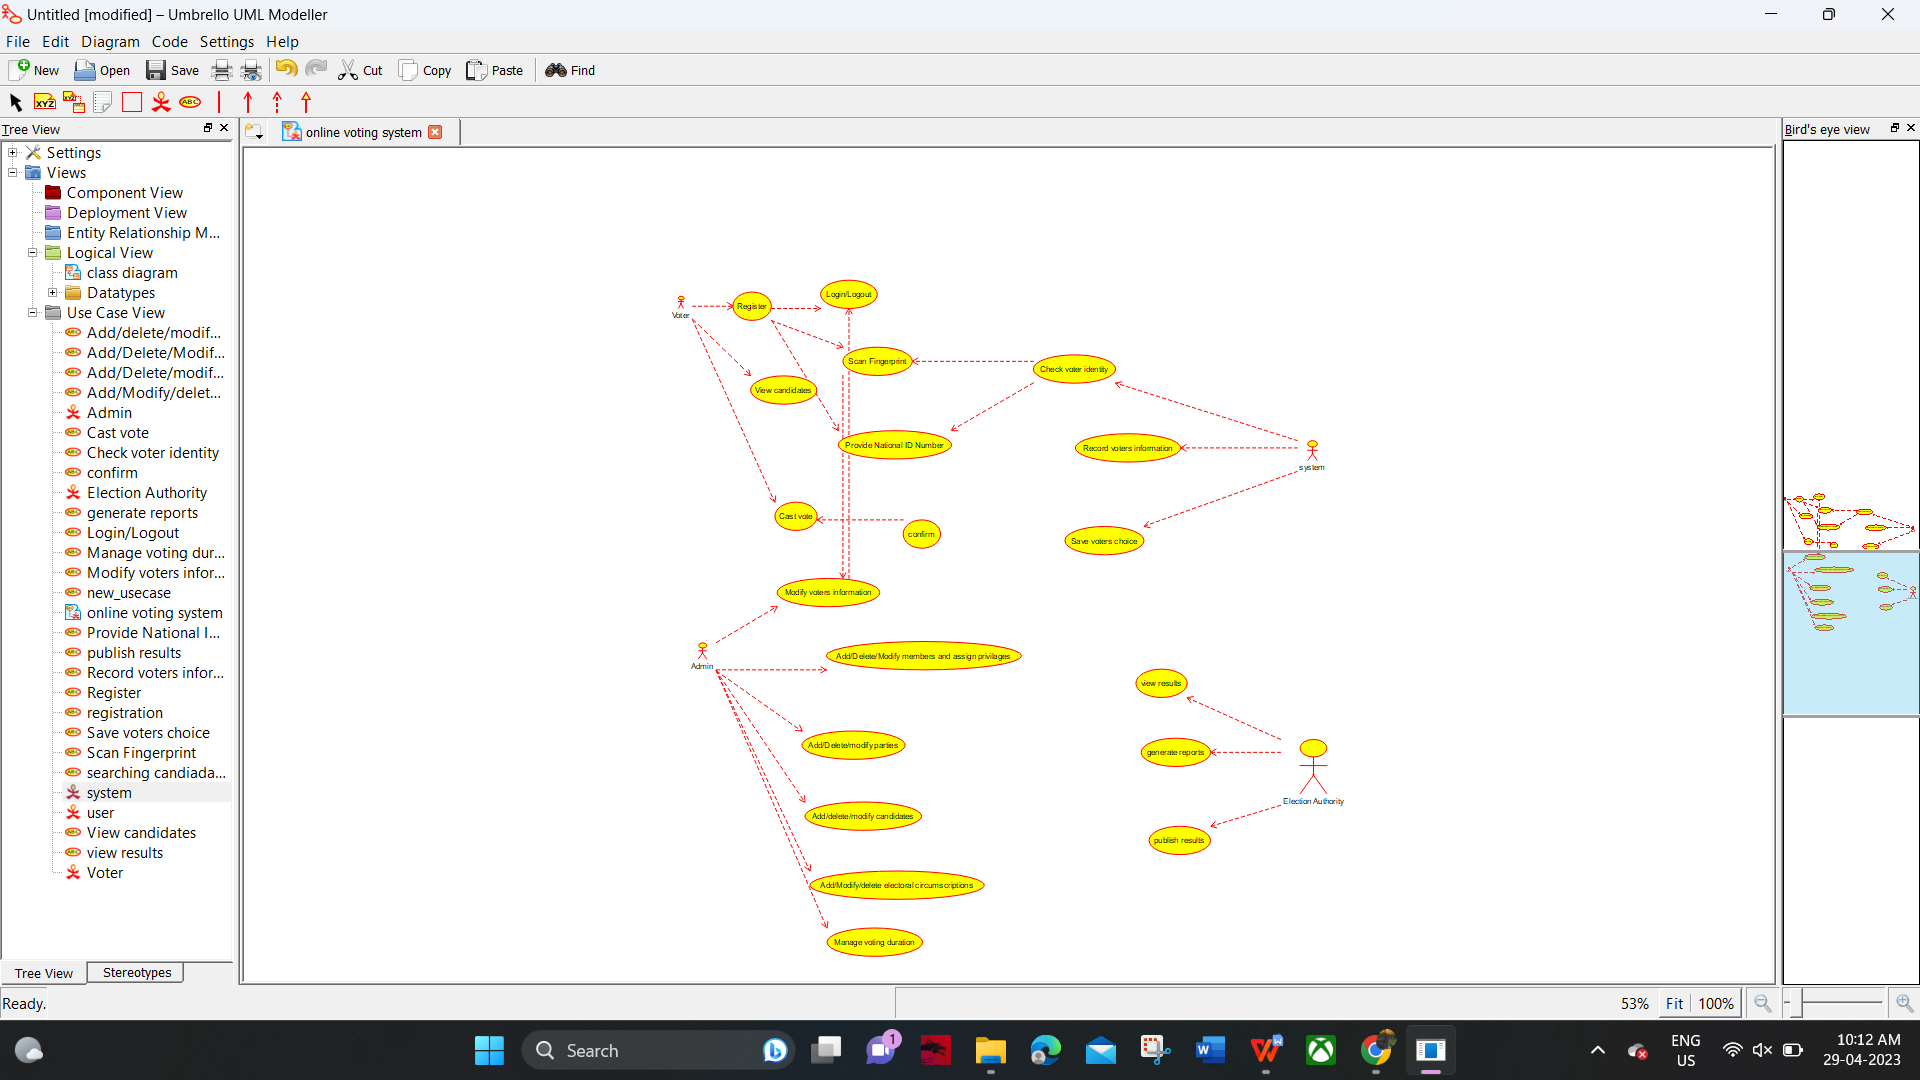 Untitled [modified] – Umbrello UML Modeller
File Edit Diagram Code Settings Help
New Open Save Cut Copy Paste Find
XYZ XYZ ABC
Tree View
online voting system
Bird's eye view
Settings
Views
Component View
Deployment View
Entity Relationship M...
Logical View
class diagram
Datatypes
Use Case View
Add/delete/modif...
Add/Delete/Modif...
Add/Delete/modif...
Add/Modify/delet...
Admin
Cast vote
Check voter identity
confirm
Election Authority
generate reports
Login/Logout
Manage voting dur...
Modify voters infor...
new_usecase
online voting system
Provide National I...
publish results
Record voters infor...
Register
registration
Save voters choice
Scan Fingerprint
searching candiada...
system
user
View candidates
view results
Voter
Tree View Stereotypes
Login/Logout
Register
Voter
Scan Fingerprint
Check voter identity
View candidates
Provide National ID Number
Record voters information
system
Cast vote
confirm
Save voters choice
Modify voters information
Admin
Add/Delete/Modify members and assign privilages
view results
Add/Delete/modify parties
generate reports
Election Authority
Add/delete/modify candidates
publish results
Add/Modify/delete electoral circumscriptions
Manage voting duration
Ready.
53% Fit 100%
Search
1
ENG
US
10:12 AM
29-04-2023